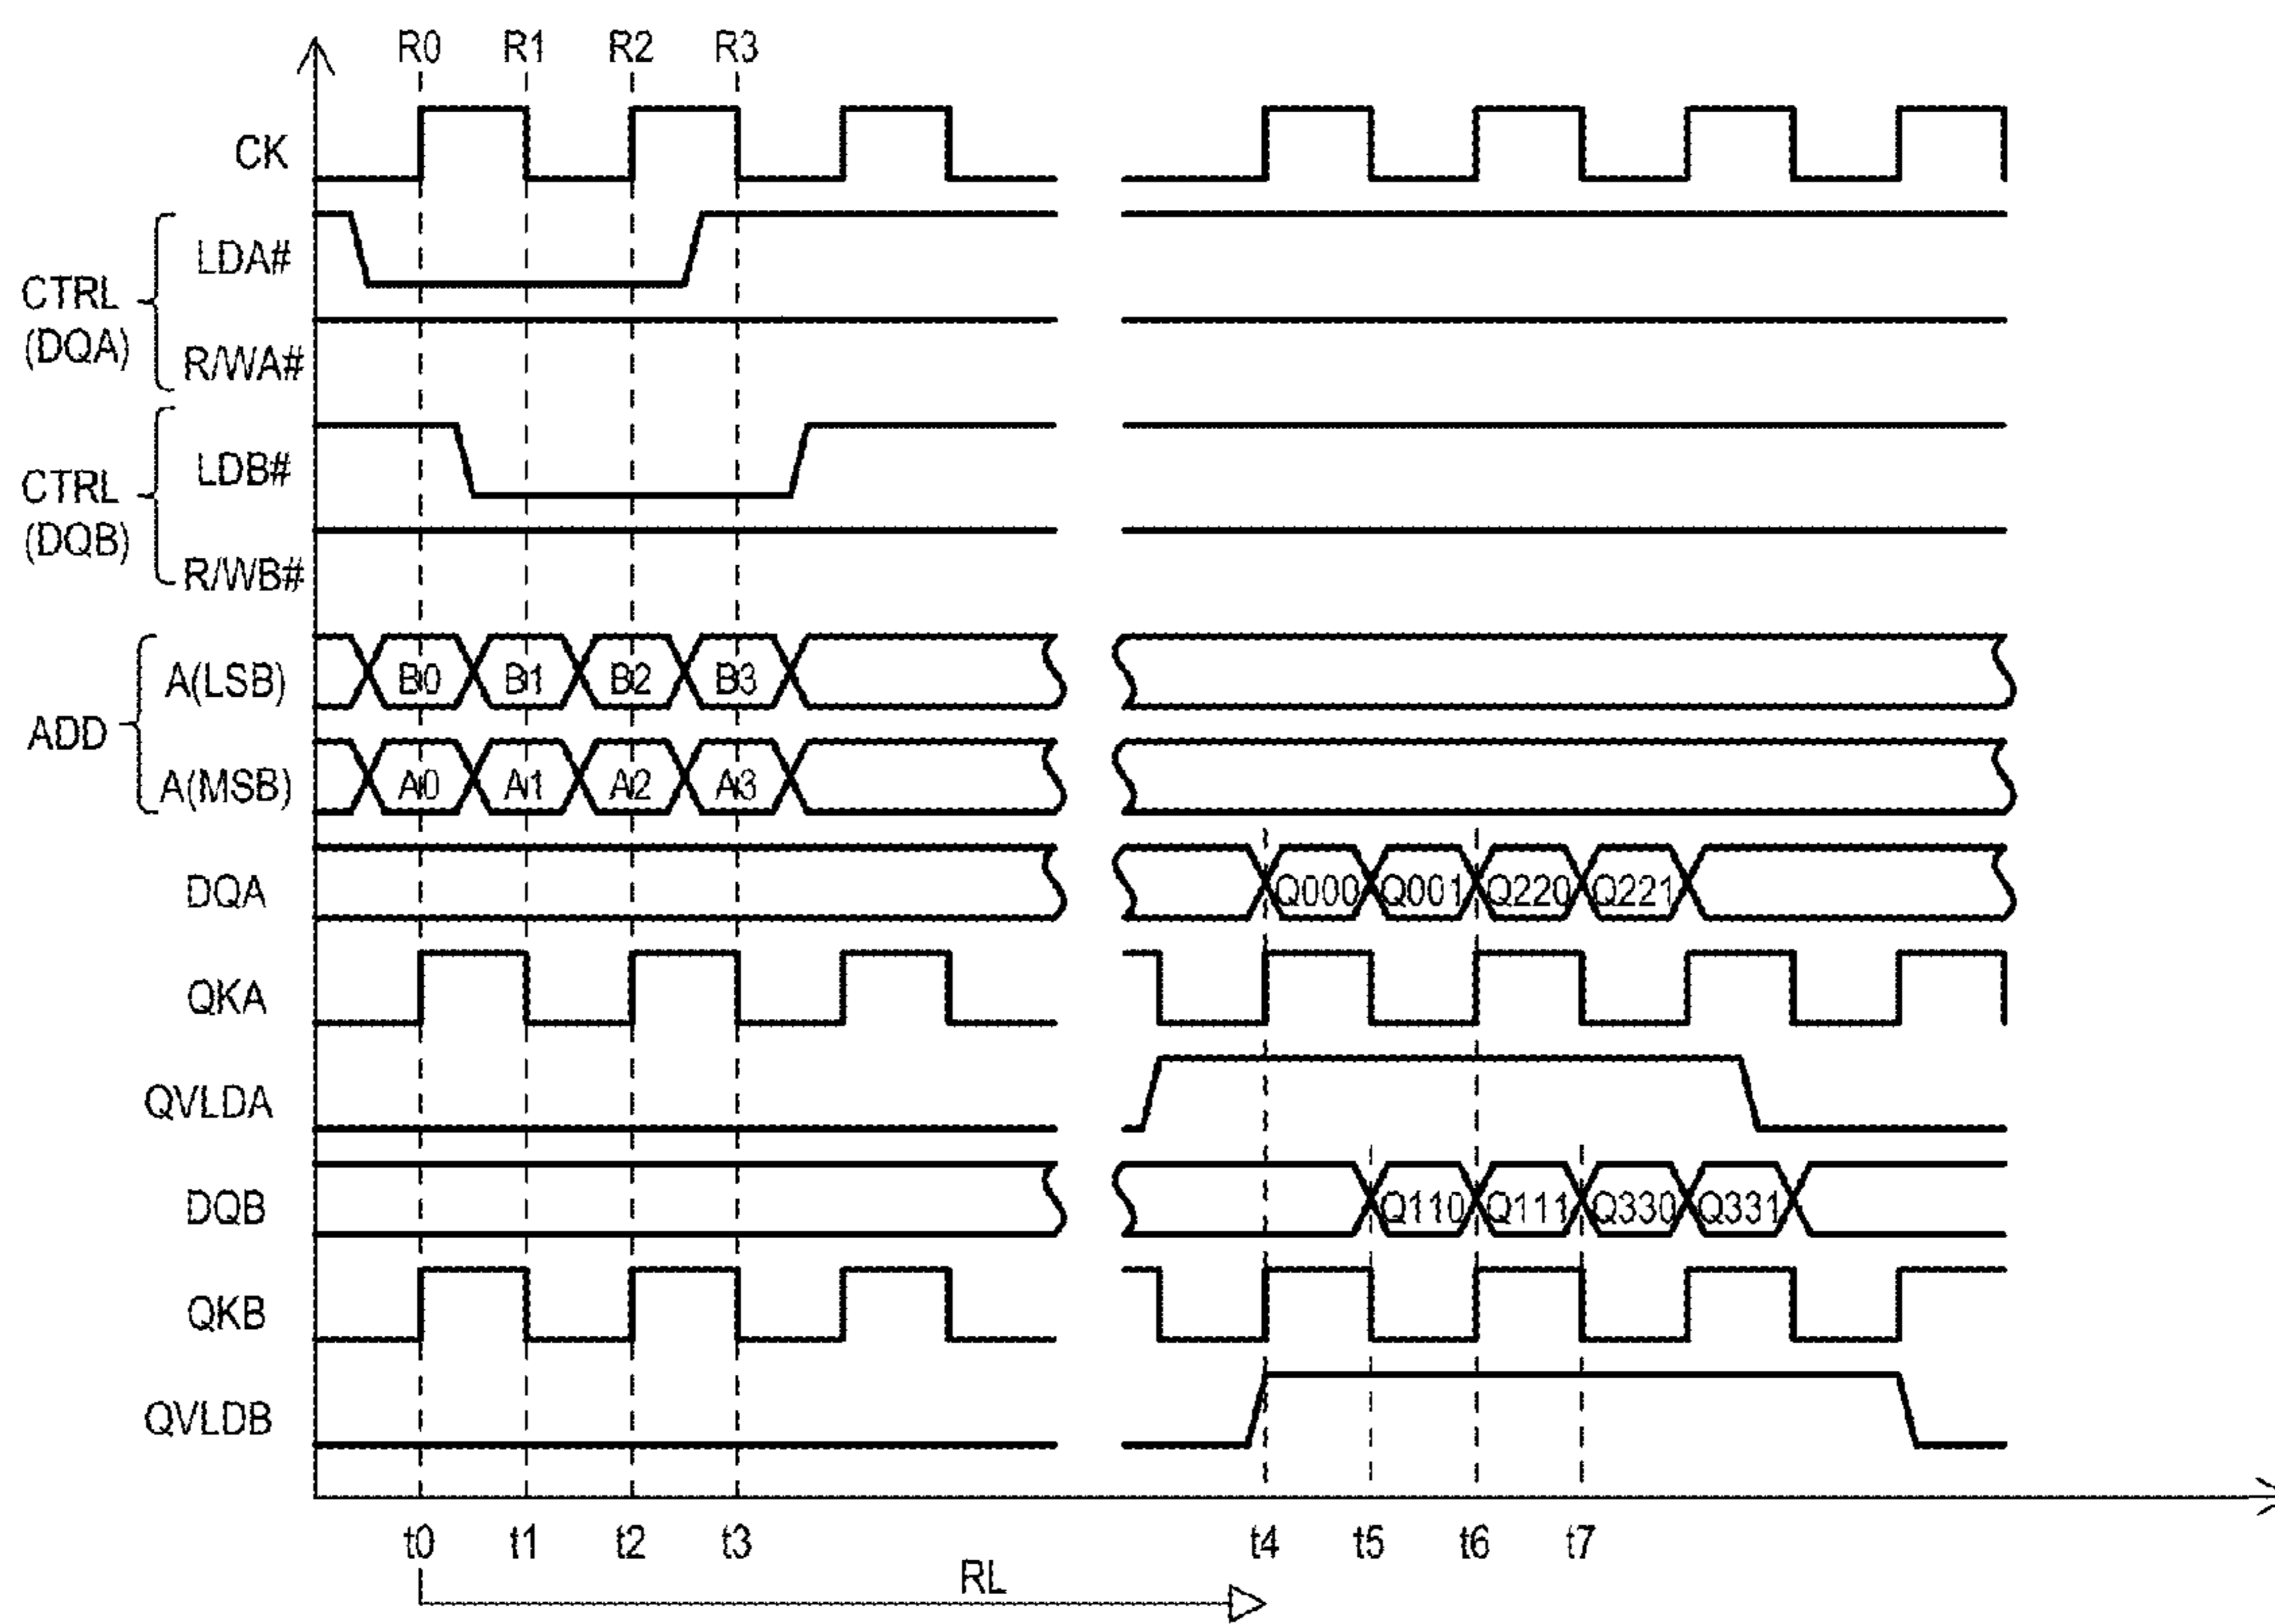 R0 R1 R2 R3
CK
CTRL
(DQA)
LDA#
R/WA#
CTRL
(DQB)
LDB#
R/WB#
ADD
A(LSB) B0 B1 B2 B3
A(MSB) A0 A1 A2 A3
DQA Q000 Q001 Q220 Q221
QKA
QVLDA
DQB Q110 Q111 Q330 Q331
QKB
QVLDB
t0 t1 t2 t3 t4 t5 t6 t7
RL